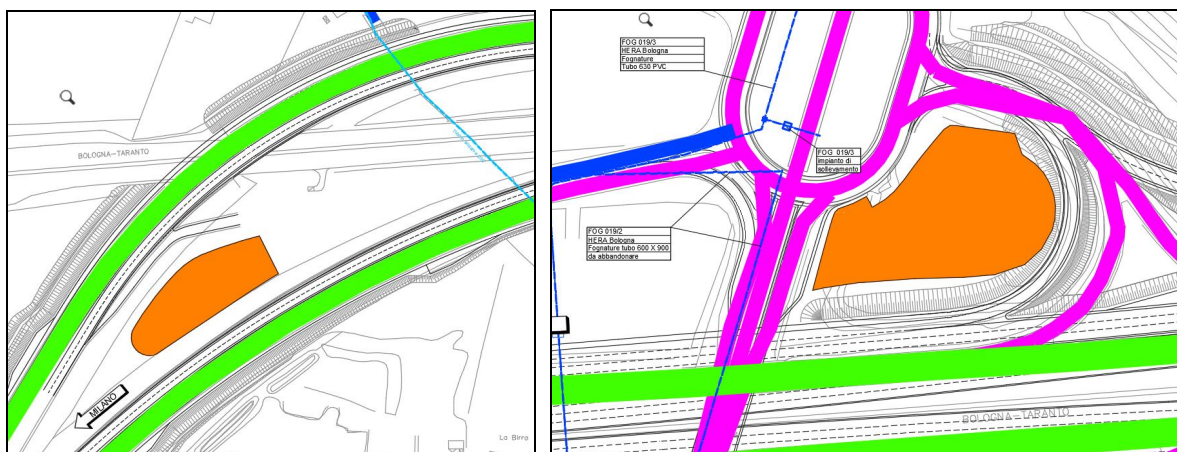 BOLOGNA-TARANTO
MILANO
La Birra
FOG 019/3
HERA Bologna
Fognature
Tubo 630 PVC
FOG 019/3
impianto di
sollevamento
FOG 019/2
HERA Bologna
Fognature tubo 600 X 900
da abbandonare
BOLOGNA-TARANTO